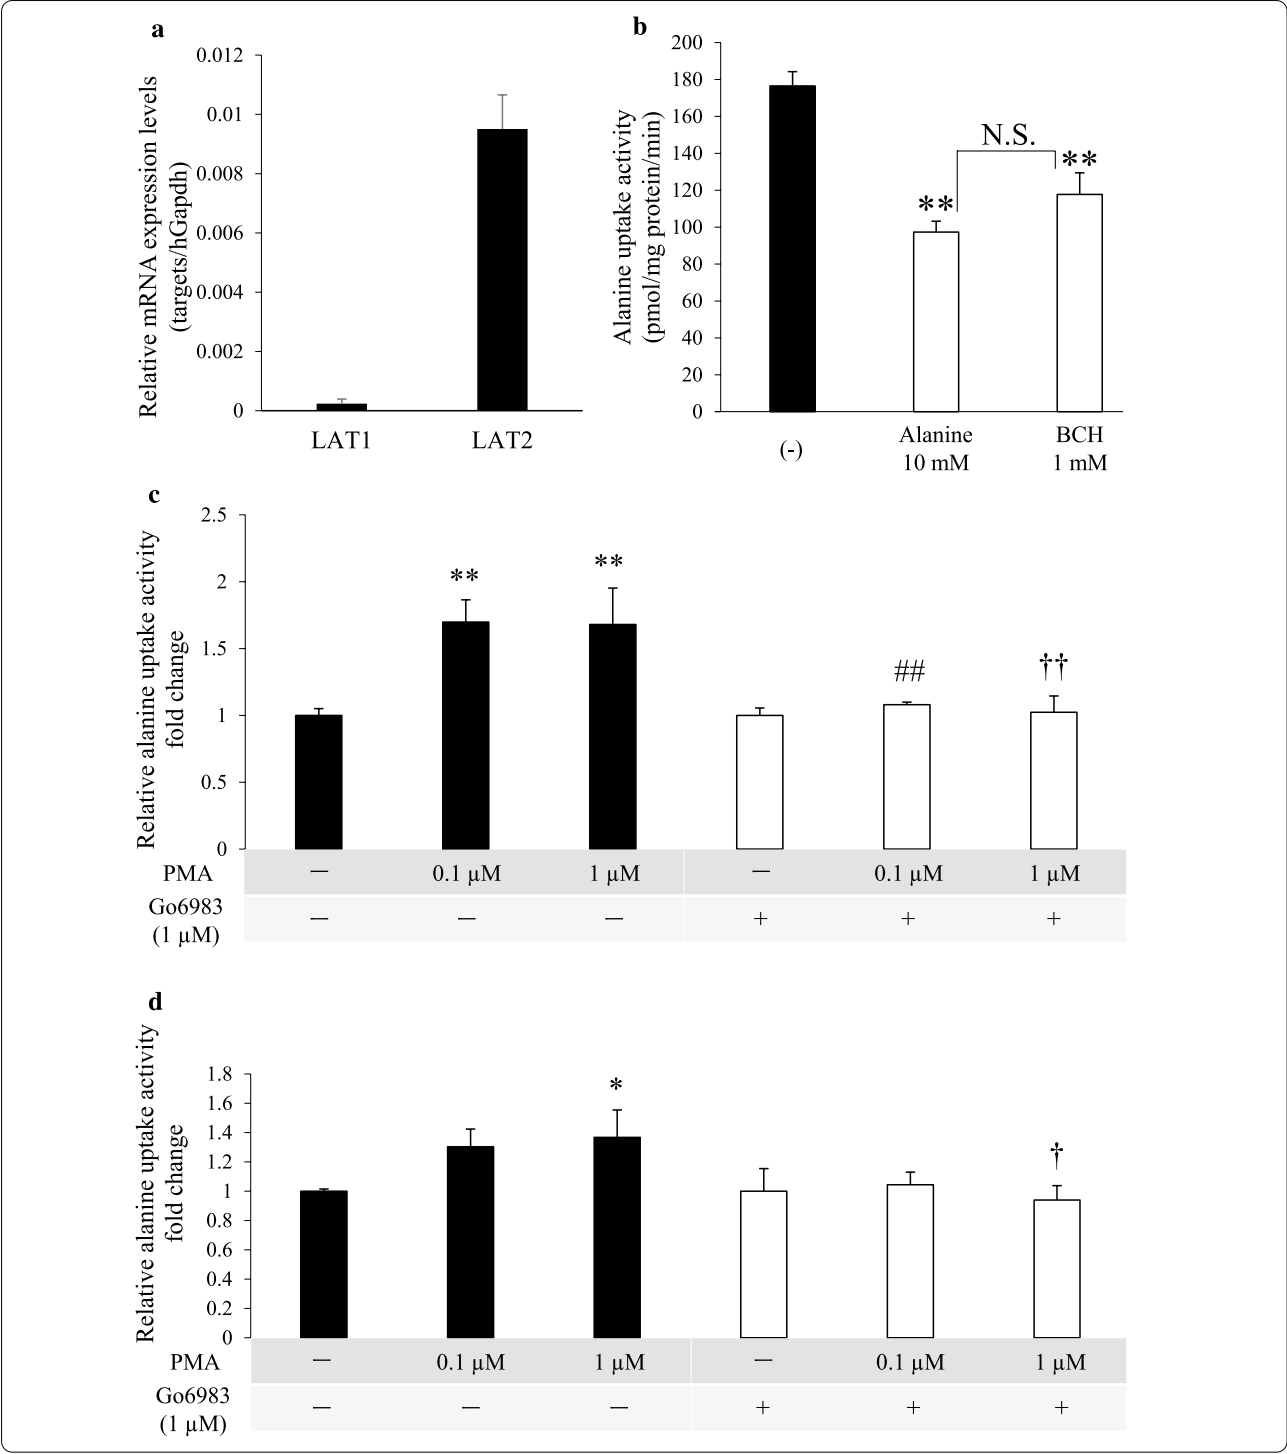 a
Relative mRNA expression levels
(targets/hGapdh)
0.012
0.01
0.008
0.006
0.004
0.002
0
LAT1 LAT2
b
Alanine uptake activity
(pmol/mg protein/min)
200
180
160
140
120
100
80
60
40
20
0
N.S.
** **
(-) Alanine 10 mM BCH 1 mM
c
Relative alanine uptake activity
fold change
2.5
2
1.5
1
0.5
0
** ** ## ††
PMA — 0.1 µM 1 µM — 0.1 µM 1 µM
Go6983
(1 µM) — — — + + +
d
Relative alanine uptake activity
fold change
1.8
1.6
1.4
1.2
1
0.8
0.6
0.4
0.2
0
* †
PMA — 0.1 µM 1 µM — 0.1 µM 1 µM
Go6983
(1 µM) — — — + + +